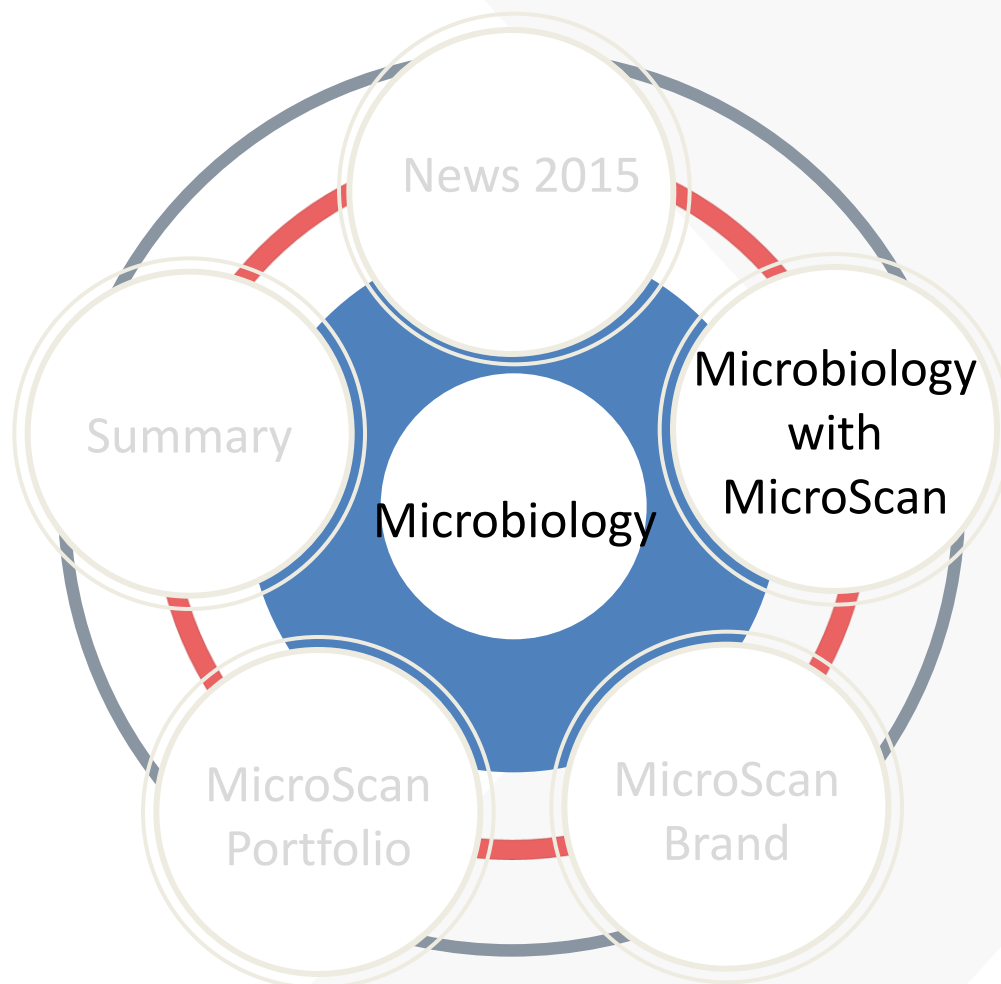 News 2015
Microbiology
with
MicroScan
Summary
Microbiology
MicroScan
Portfolio
MicroScan
Brand